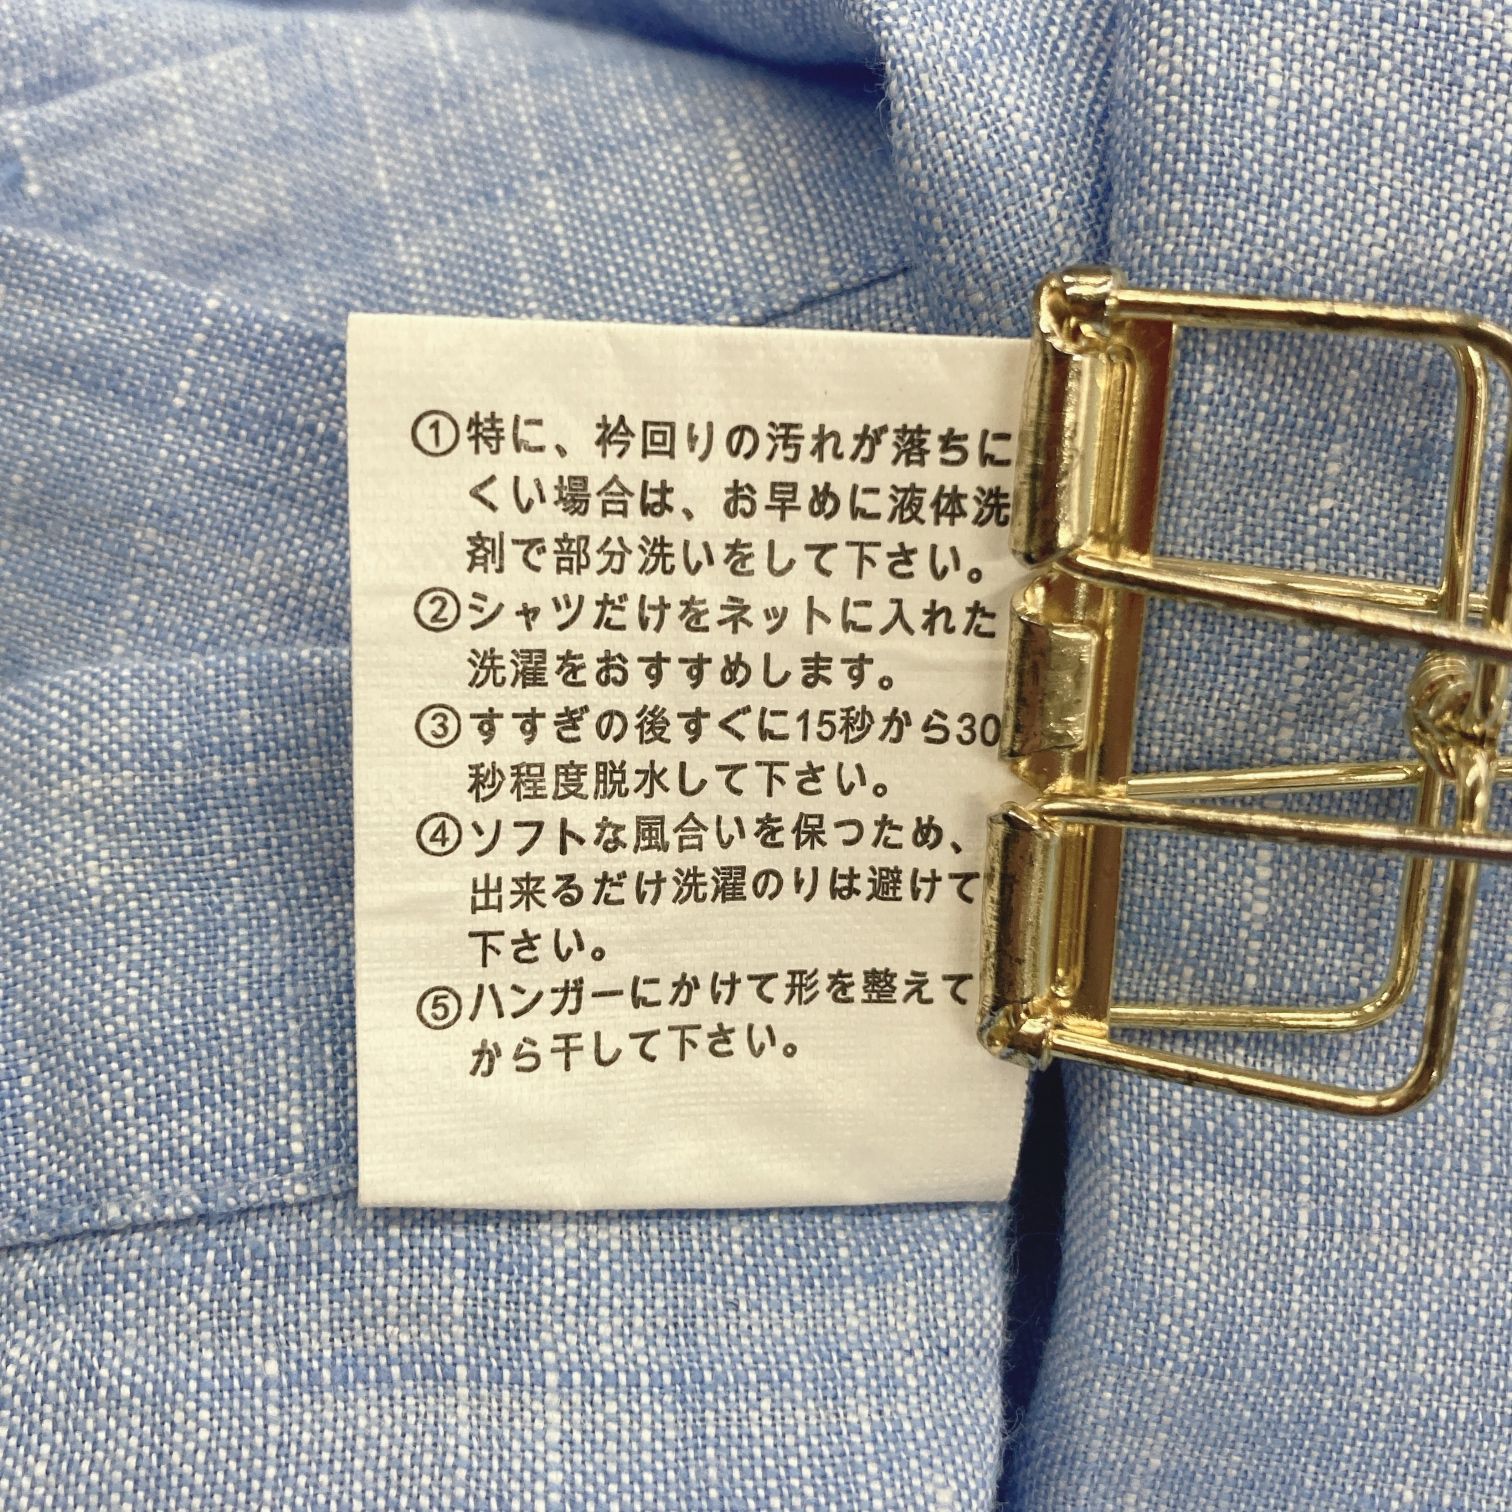 ①特に、衿回りの汚れが落ちに
くい場合は、お早めに液体洗
剤で部分洗いをして下さい。
②シャツだけをネットに入れた
洗濯をおすすめします。
③すすぎの後すぐに15秒から30
秒程度脱水して下さい。
④ソフトな風合いを保つため、
出来るだけ洗濯のりは避けて
下さい。
⑤ハンガーにかけて形を整えて
から干して下さい。